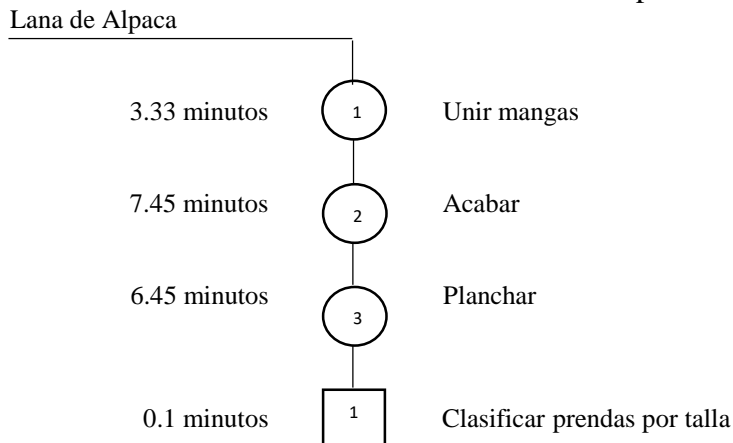 Lana de Alpaca
3.33 minutos 1 Unir mangas
7.45 minutos 2 Acabar
6.45 minutos 3 Planchar
0.1 minutos 1 Clasificar prendas por talla